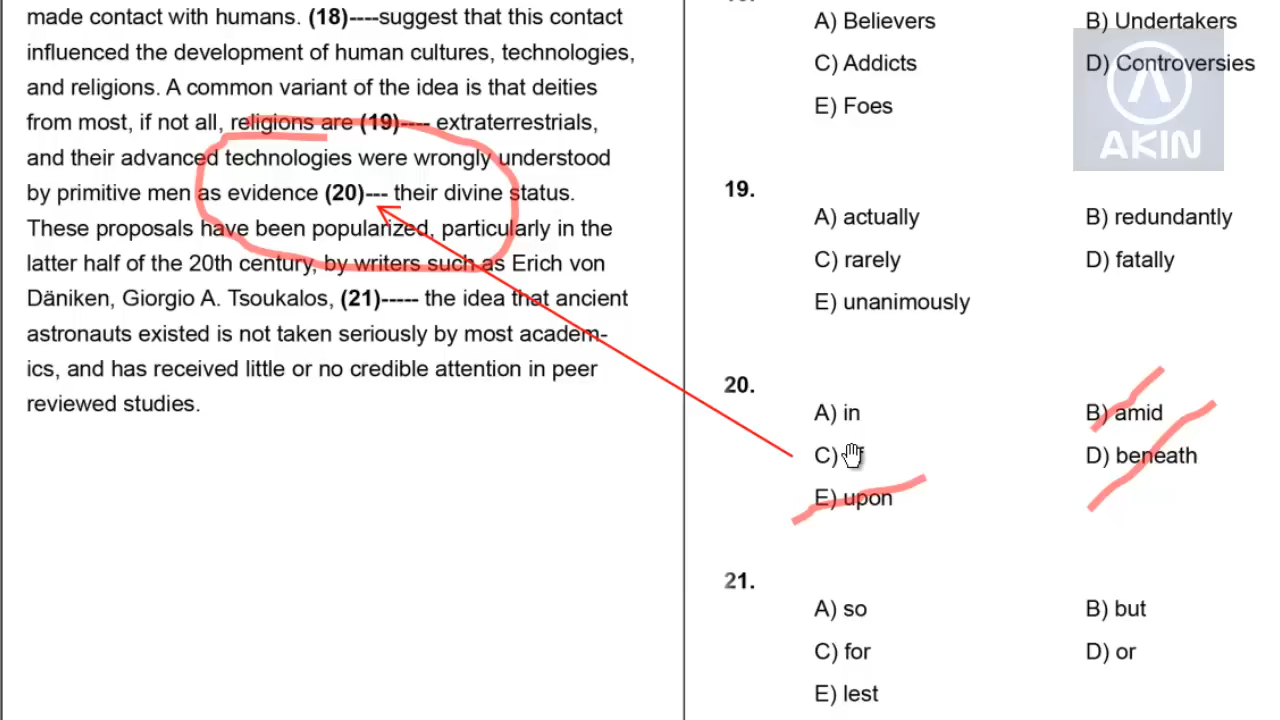 made contact with humans. (18)----suggest that this contact
influenced the development of human cultures, technologies,
and religions. A common variant of the idea is that deities
from most, if not all, religions are (19)---- extraterrestrials,
and their advanced technologies were wrongly understood
by primitive men as evidence (20)--- their divine status.
These proposals have been popularized, particularly in the
latter half of the 20th century, by writers such as Erich von
Däniken, Giorgio A. Tsoukalos, (21)----- the idea that ancient
astronauts existed is not taken seriously by most academ-
ics, and has received little or no credible attention in peer
reviewed studies.
A) Believers B) Undertakers
C) Addicts D) Controversies
E) Foes
AKIN
19.
A) actually B) redundantly
C) rarely D) fatally
E) unanimously
20.
A) in B) amid
C) D) beneath
E) upon
21.
A) so B) but
C) for D) or
E) lest